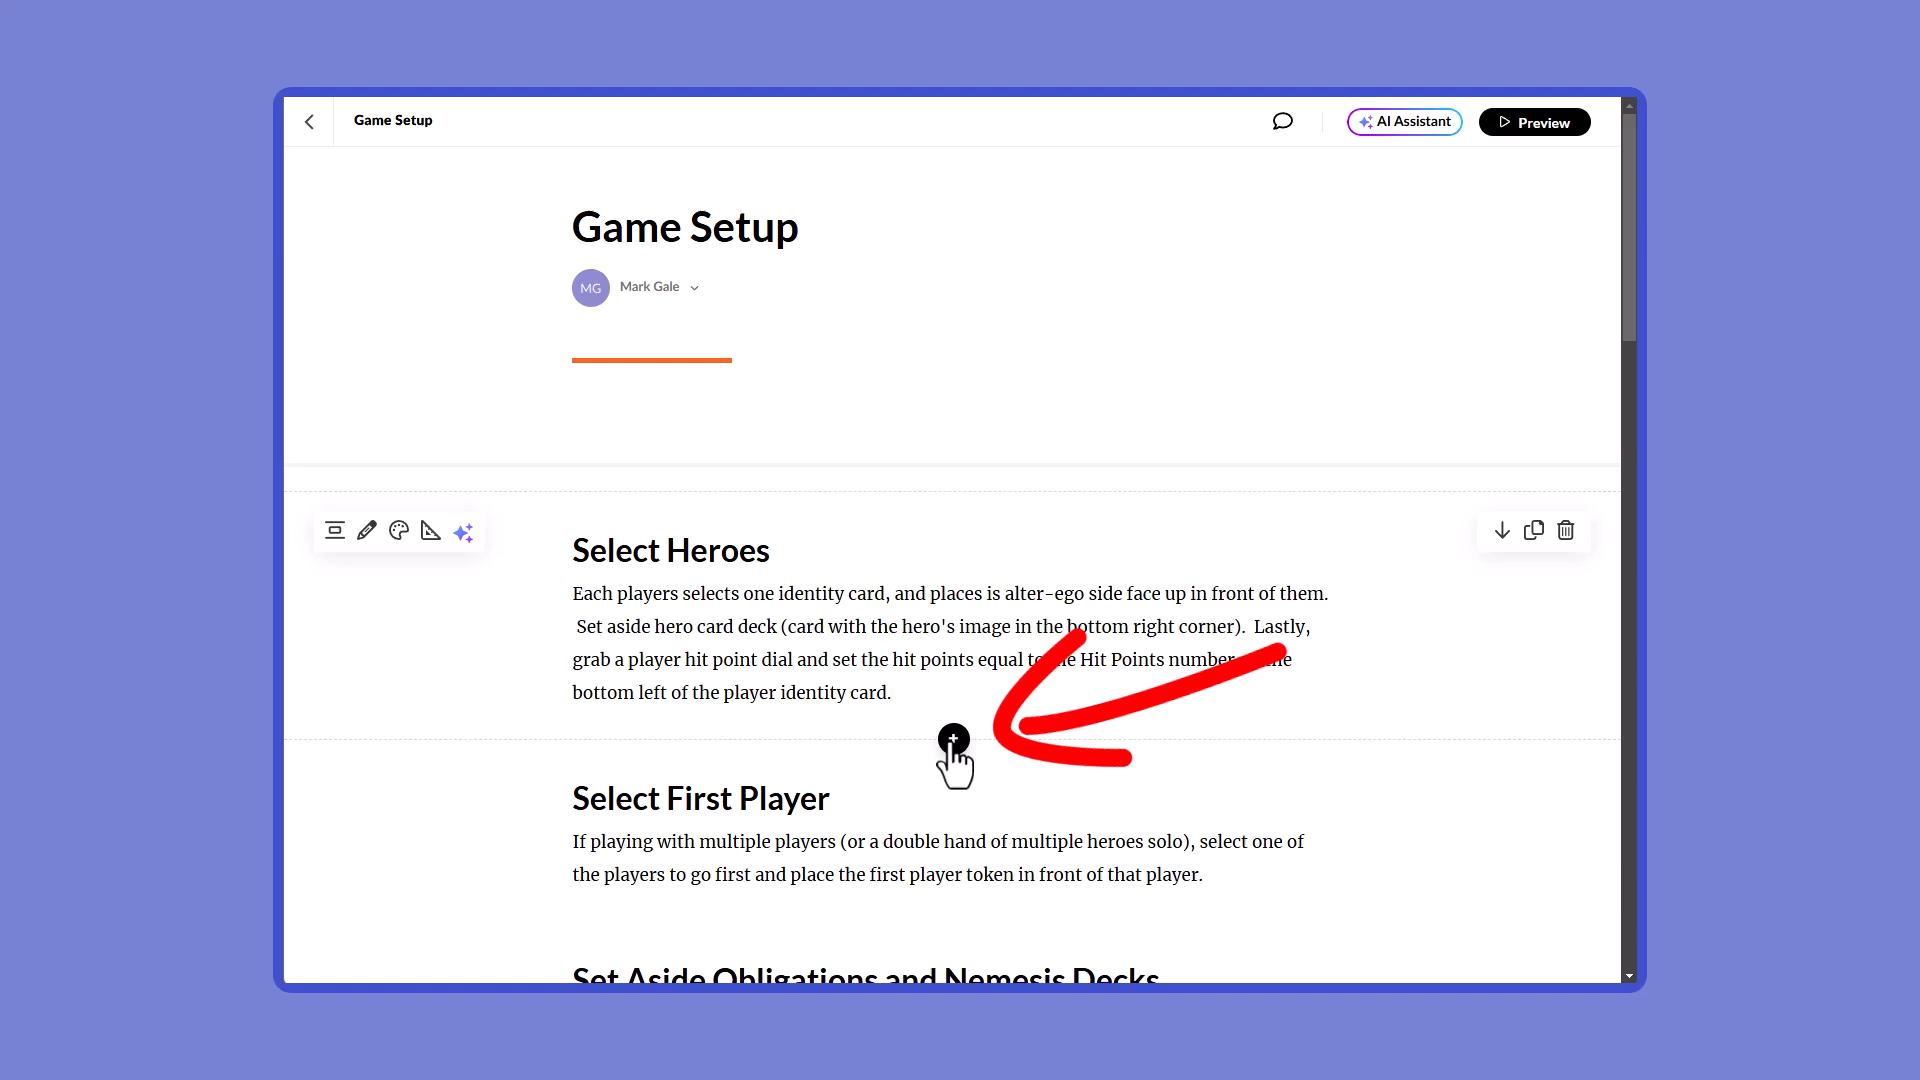 Game Setup
AI Assistant
Preview
Game Setup
MG
Mark Gale
Select Heroes
Each players selects one identity card, and places is alter-ego side face up in front of them.
Set aside hero card deck (card with the hero's image in the bottom right corner). Lastly,
grab a player hit point dial and set the hit points equal to the Hit Points number the
bottom left of the player identity card.
Select First Player
If playing with multiple players (or a double hand of multiple heroes solo), select one of
the players to go first and place the first player token in front of that player.
Set Aside Obligations and Nemesis Decks